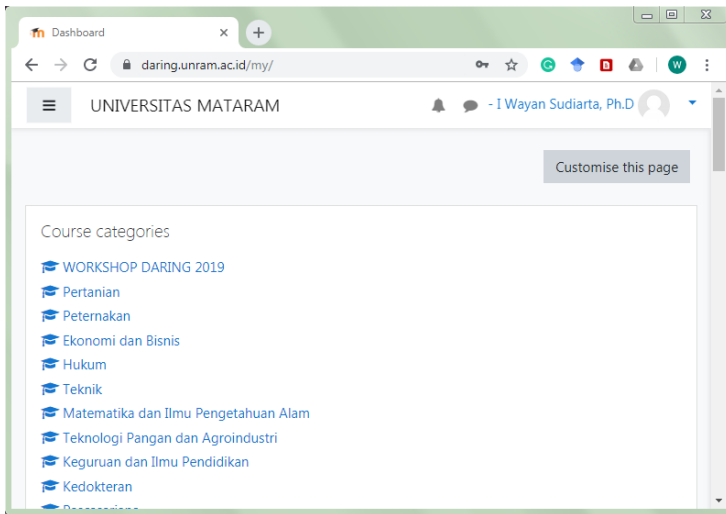 Dashboard
daring.unram.ac.id/my/
W
UNIVERSITAS MATARAM
- I Wayan Sudiarta, Ph.D
Customise this page
Course categories
WORKSHOP DARING 2019
Pertanian
Peternakan
Ekonomi dan Bisnis
Hukum
Teknik
Matematika dan Ilmu Pengetahuan Alam
Teknologi Pangan dan Agroindustri
Keguruan dan Ilmu Pendidikan
Kedokteran